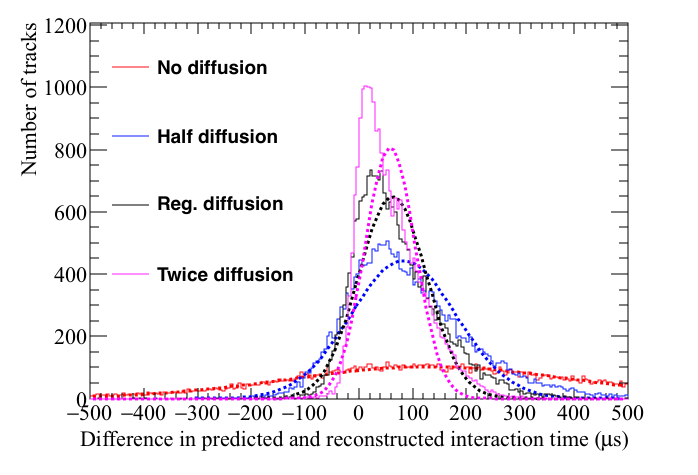 Number of tracks
1200
1000
800
600
400
200
0
No diffusion
Half diffusion
Reg. diffusion
Twice diffusion
−500 −400 −300 −200 −100 0 100 200 300 400 500
Difference in predicted and reconstructed interaction time (μs)